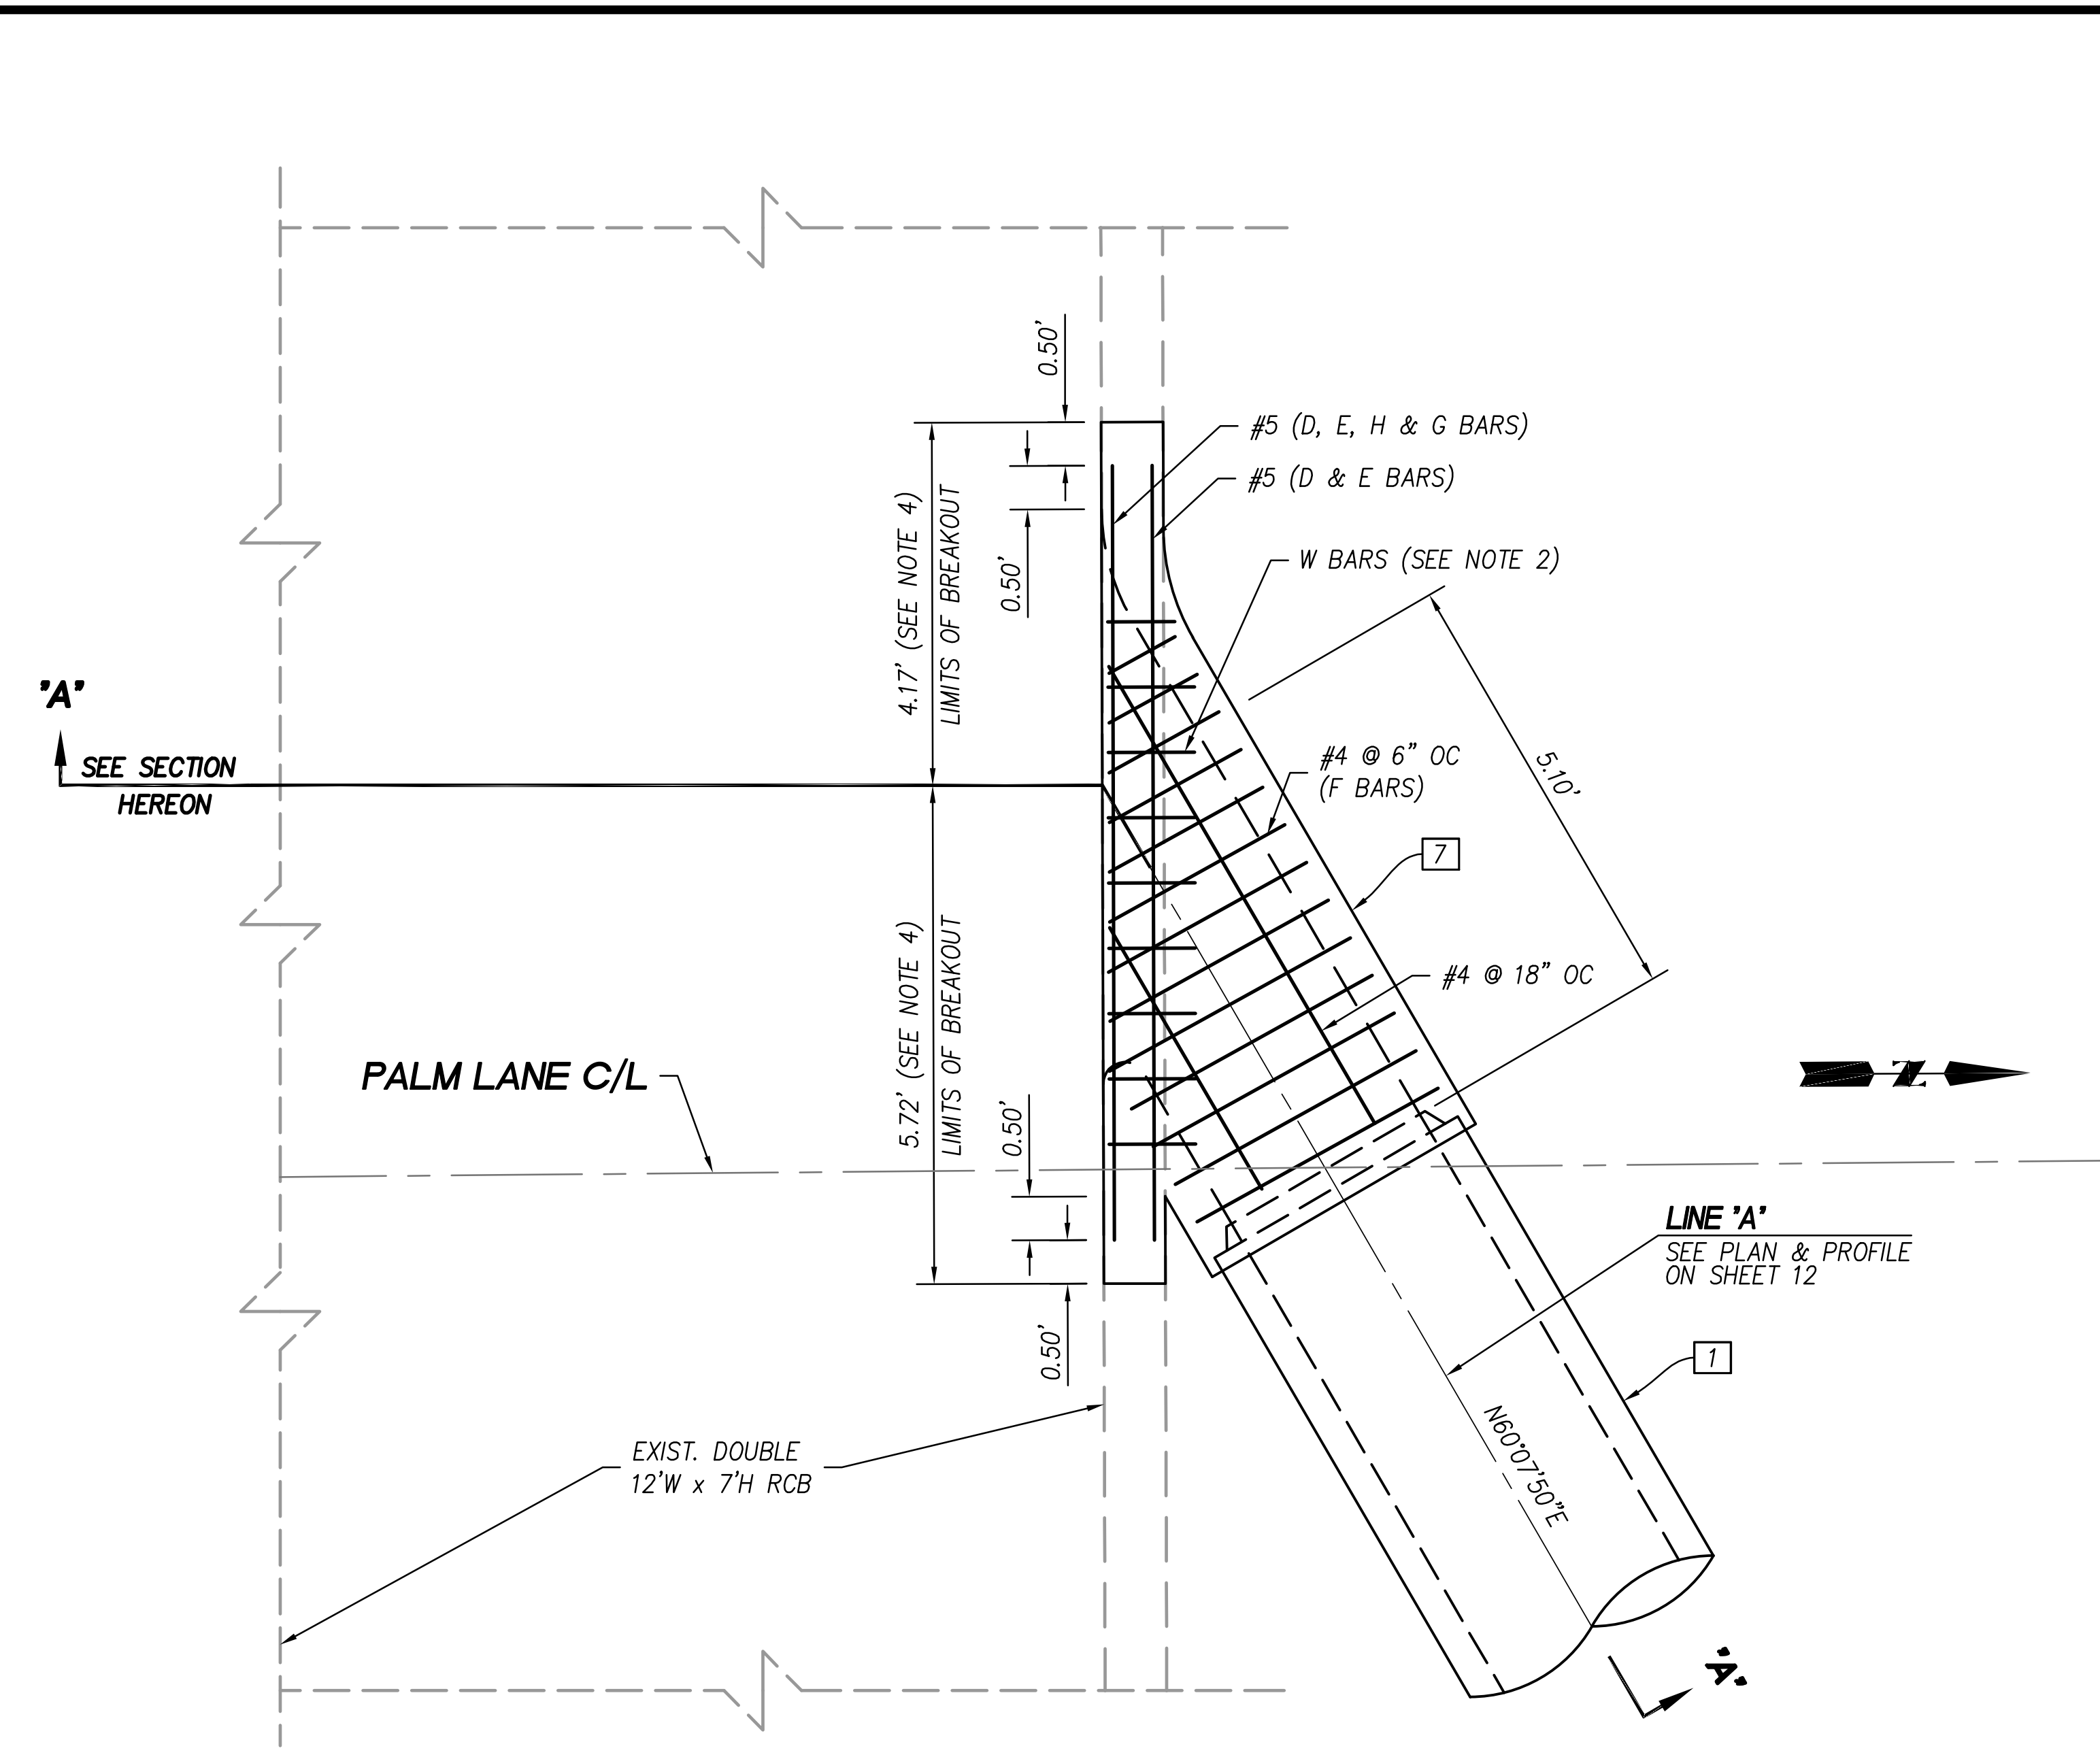 0.50'
#5 (D, E, H & G BARS)
#5 (D & E BARS)
4.17' (SEE NOTE 4)
LIMITS OF BREAKOUT
0.50'
W BARS (SEE NOTE 2)
"A"
SEE SECTION
HEREON
#4 @ 6" OC
(F BARS)
5.10'
7
#4 @ 18" OC
5.72' (SEE NOTE 4)
LIMITS OF BREAKOUT
PALM LANE C/L
0.50'
N
LINE "A"
SEE PLAN & PROFILE
ON SHEET 12
0.50'
1
EXIST. DOUBLE
12'W x 7'H RCB
N60°07'50"E
"A"